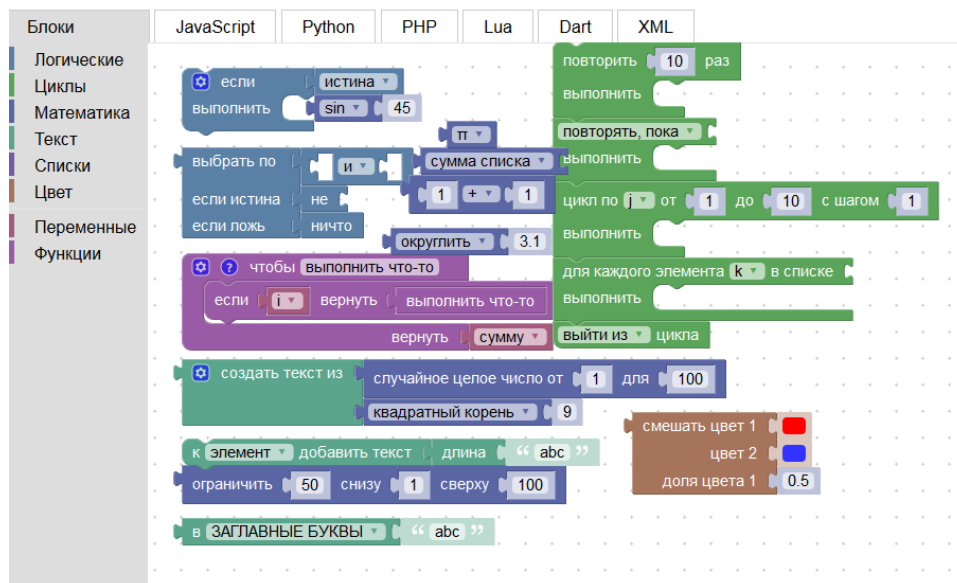 Блоки JavaScript Python PHP Lua Dart XML
Логические
Циклы
Математика
Текст
Списки
Цвет
Переменные
Функции
если истина
выполнить sin 45
π
выбрать по и сумма списка
если истина не 1 + 1
если ложь ничто
округлить 3.1
? чтобы выполнить что-то
если i вернуть выполнить что-то
вернуть сумму
повторить 10 раз
выполнить
повторять, пока
выполнить
цикл по j от 1 до 10 с шагом 1
выполнить
для каждого элемента k в списке
выполнить
выйти из цикла
создать текст из случайное целое число от 1 для 100
квадратный корень 9
к элемент добавить текст длина “ abc ”
ограничить 50 снизу 1 сверху 100
в ЗАГЛАВНЫЕ БУКВЫ “ abc ”
смешать цвет 1
цвет 2
доля цвета 1 0.5